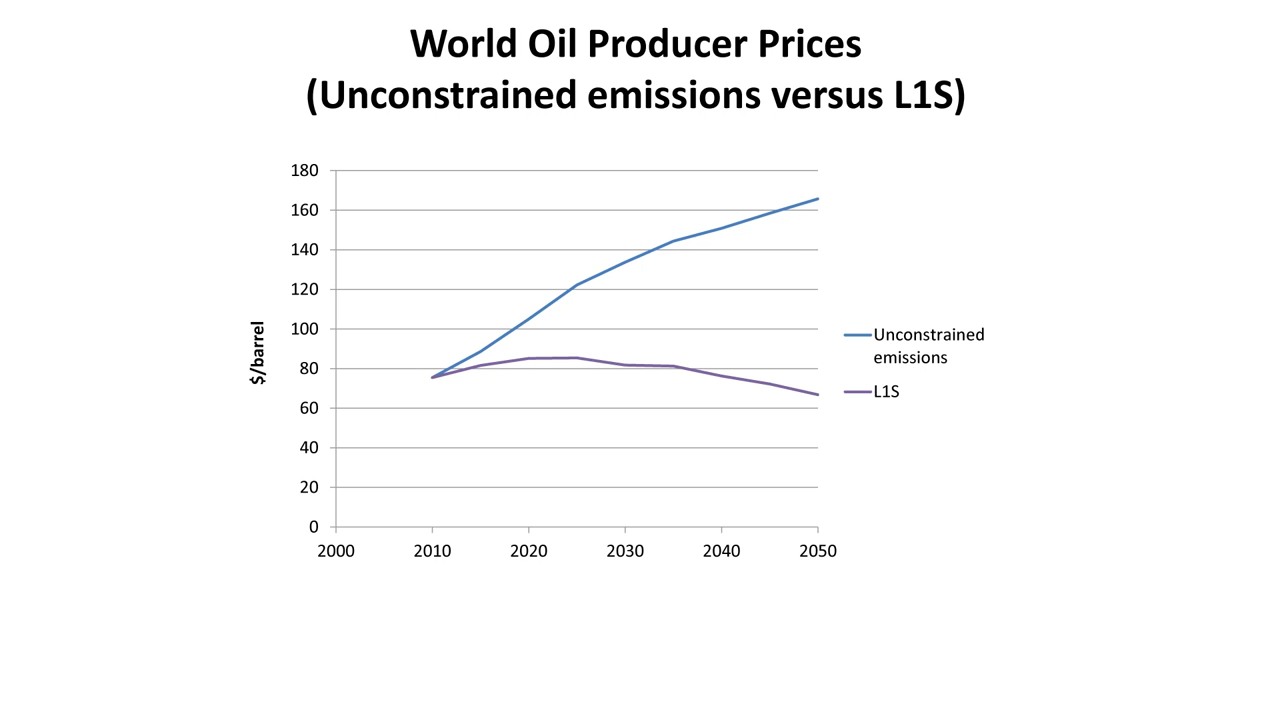 World Oil Producer Prices
(Unconstrained emissions versus L1S)
180
160
140
120
100
80
60
40
20
0
$/barrel
2000 2010 2020 2030 2040 2050
Unconstrained
emissions
L1S